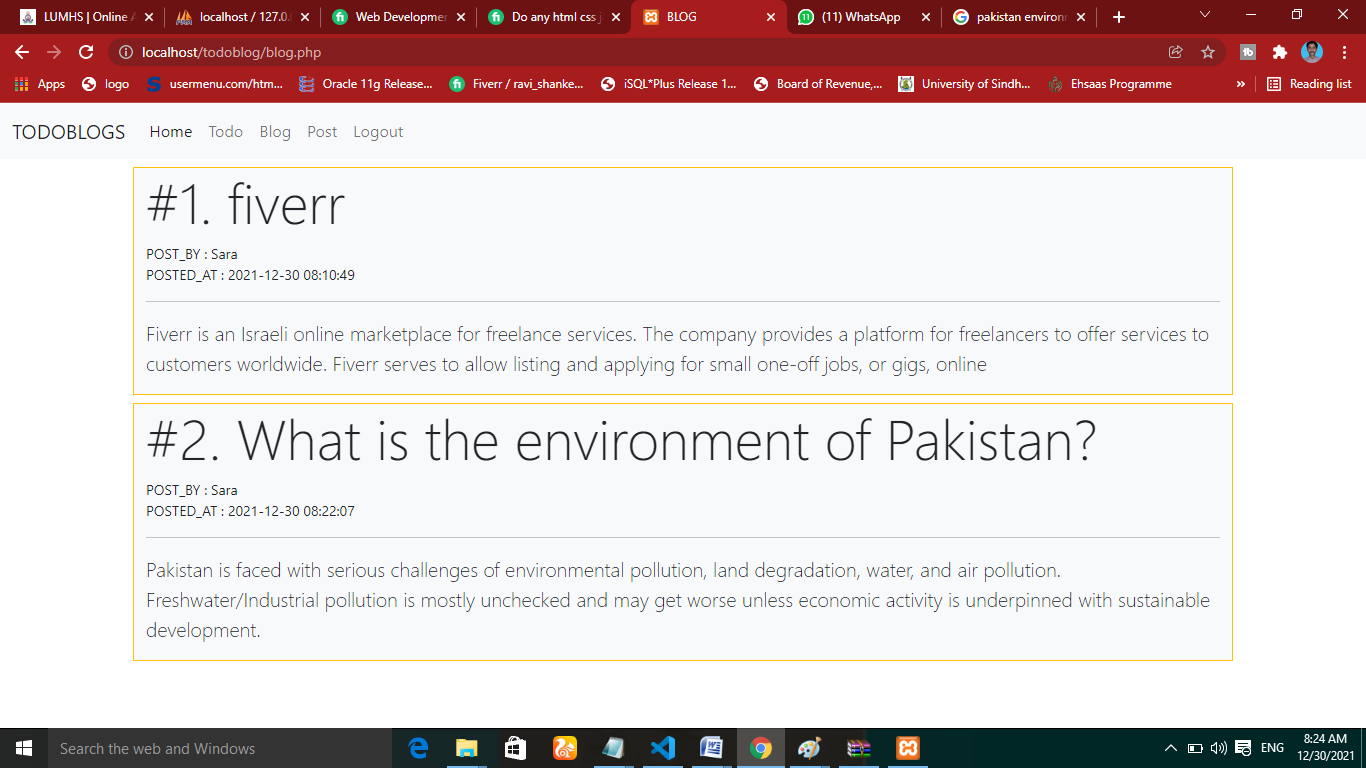 LUMHS | Online A
localhost / 127.0.0
Web Developmen
Do any html css j
BLOG
(11) WhatsApp
pakistan environm
localhost/todoblog/blog.php
Apps
logo
usermenu.com/htm...
Oracle 11g Release...
Fiverr / ravi_shanke...
iSQL*Plus Release 1...
Board of Revenue,...
University of Sindh...
Ehsaas Programme
»
Reading list
TODOBLOGS Home Todo Blog Post Logout
#1. fiverr
POST_BY : Sara
POSTED_AT : 2021-12-30 08:10:49
Fiverr is an Israeli online marketplace for freelance services. The company provides a platform for freelancers to offer services to
customers worldwide. Fiverr serves to allow listing and applying for small one-off jobs, or gigs, online
#2. What is the environment of Pakistan?
POST_BY : Sara
POSTED_AT : 2021-12-30 08:22:07
Pakistan is faced with serious challenges of environmental pollution, land degradation, water, and air pollution.
Freshwater/Industrial pollution is mostly unchecked and may get worse unless economic activity is underpinned with sustainable
development.
Search the web and Windows
ENG
8:24 AM
12/30/2021